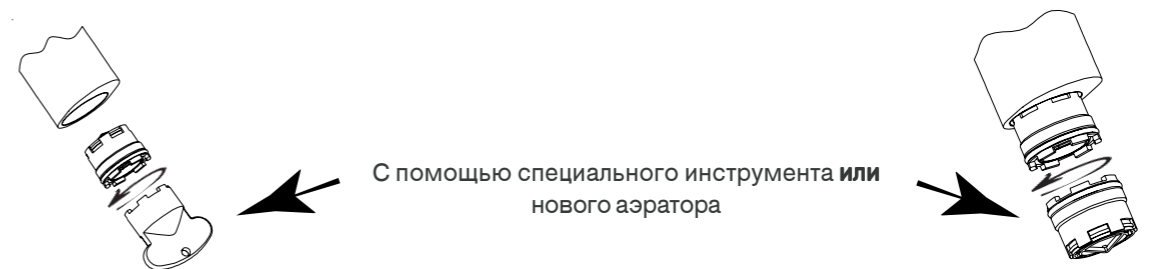 С помощью специального инструмента или
нового аэратора